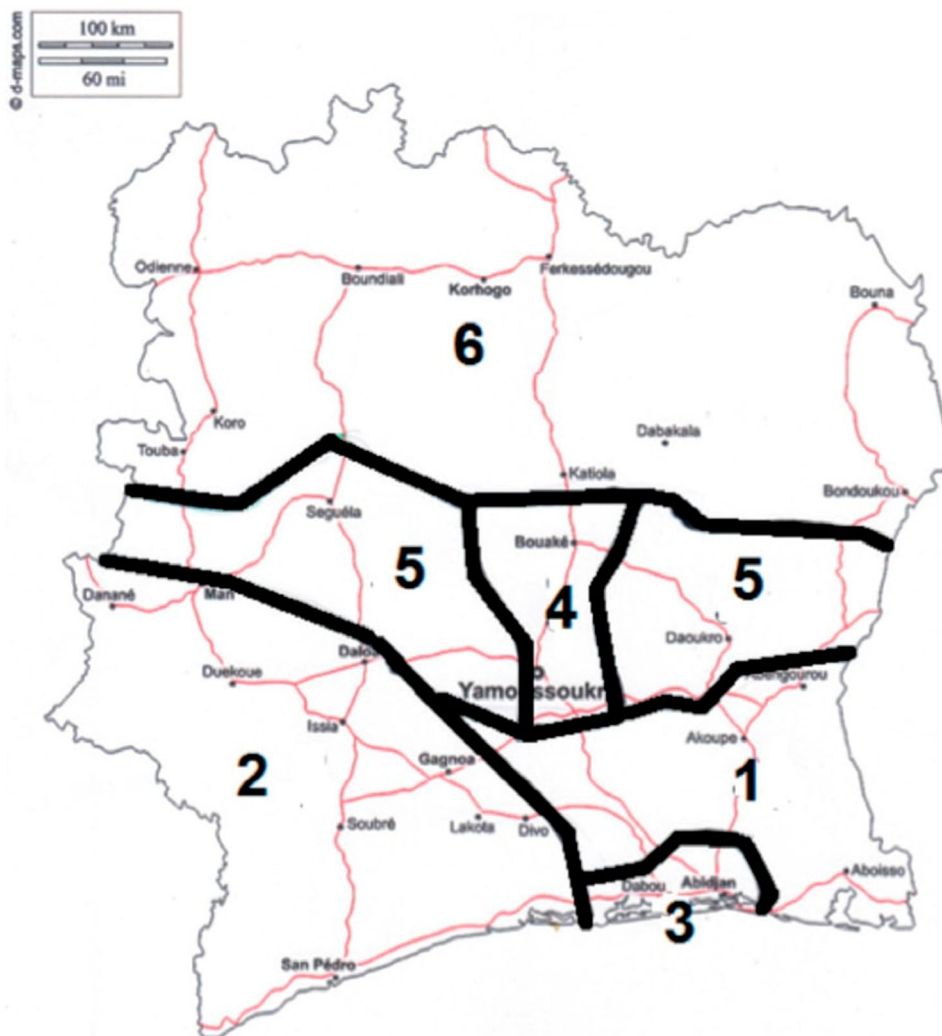 © d-maps.com
100 km
60 mi
Odienne
Boundiali
Korhogo
Ferkessédougou
Bouna
6
Koro
Touba
Dabakala
Katiola
Bondoukou
Seguéla
Bouaké
5
4
5
Danané
Man
Daoukro
Daloa
Duekoue
Abengourou
Issia
Akoupe
2
Gagnoa
1
Soubré
Lakota
Divo
Aboisso
Dabou
Abidjan
3
San Pédro